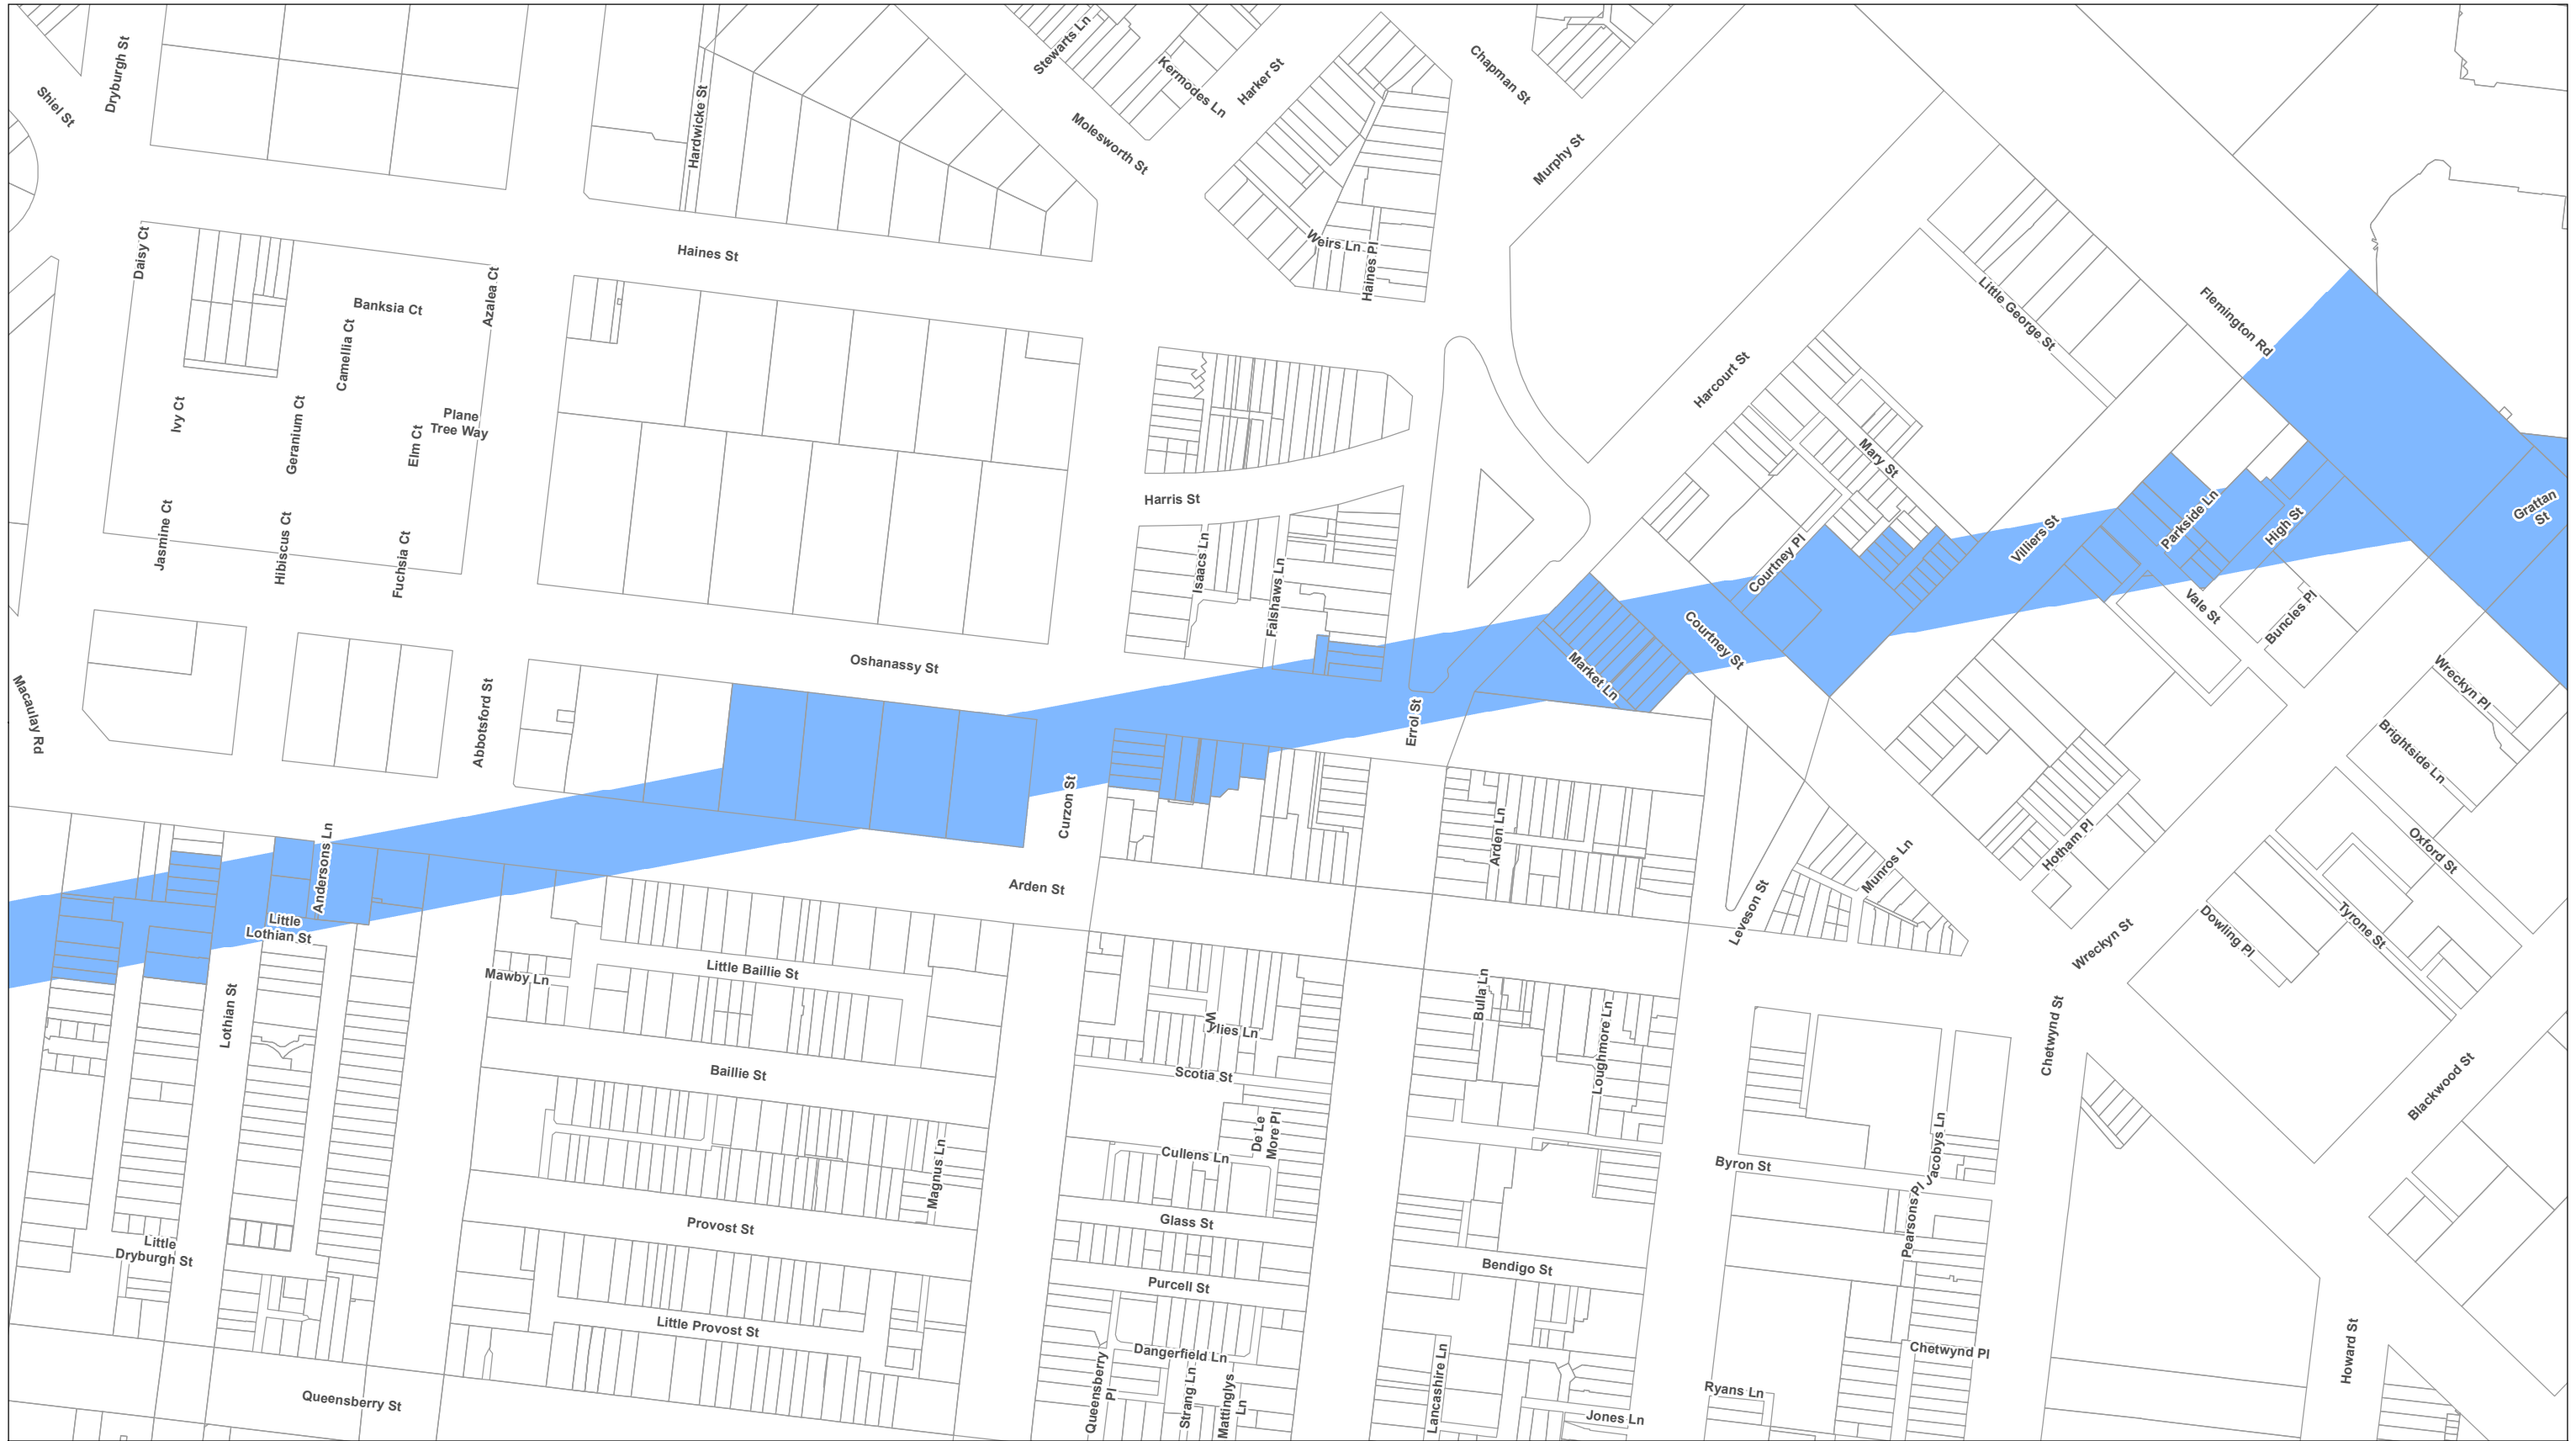 Stewarts Ln
Chapman St
Dryburgh St
Shiel St
Kermodes Ln
Harker St
Hardwicke St
Molesworth St
Murphy St
Daisy Ct
Haines St
Weirs Ln
Haines Pl
Azalea Ct
Banksia Ct
Camellia Ct
Little George St
Flemington Rd
Harcourt St
Ivy Ct
Geranium Ct
Elm Ct
Plane
Tree Way
Mary St
Harris St
Grattan
St
Jasmine Ct
Hibiscus Ct
Fuchsia Ct
Isaacs Ln
Falshaws Ln
Courtney Pl
Villiers St
Parkside Ln
High St
Vale St
Buncles Pl
Courtney St
Oshanassy St
Market Ln
Wreckyn Pl
Macaulay Rd
Abbotsford St
Errol St
Brightside Ln
Curzon St
Arden Ln
Hotham Pl
Oxford St
Andersons Ln
Arden St
Munros Ln
Little
Lothian St
Leveson St
Tyrone St
Dowling Pl
Wreckyn St
Little Baillie St
Mawby Ln
Lothian St
Bulla Ln
Wylies Ln
Loughmore Ln
Chetwynd St
Baillie St
Scotia St
Blackwood St
De Le
More Pl
Cullens Ln
Magnus Ln
Byron St
Jacobys Ln
Pearsons Pl
Provost St
Glass St
Little
Dryburgh St
Bendigo St
Purcell St
Little Provost St
Dangerfield Ln
Chetwynd Pl
Howard St
Queensberry St
Queensberry
Pl
Strang Ln
Mattinglys
Ln
Lancashire Ln
Ryans Ln
Jones Ln